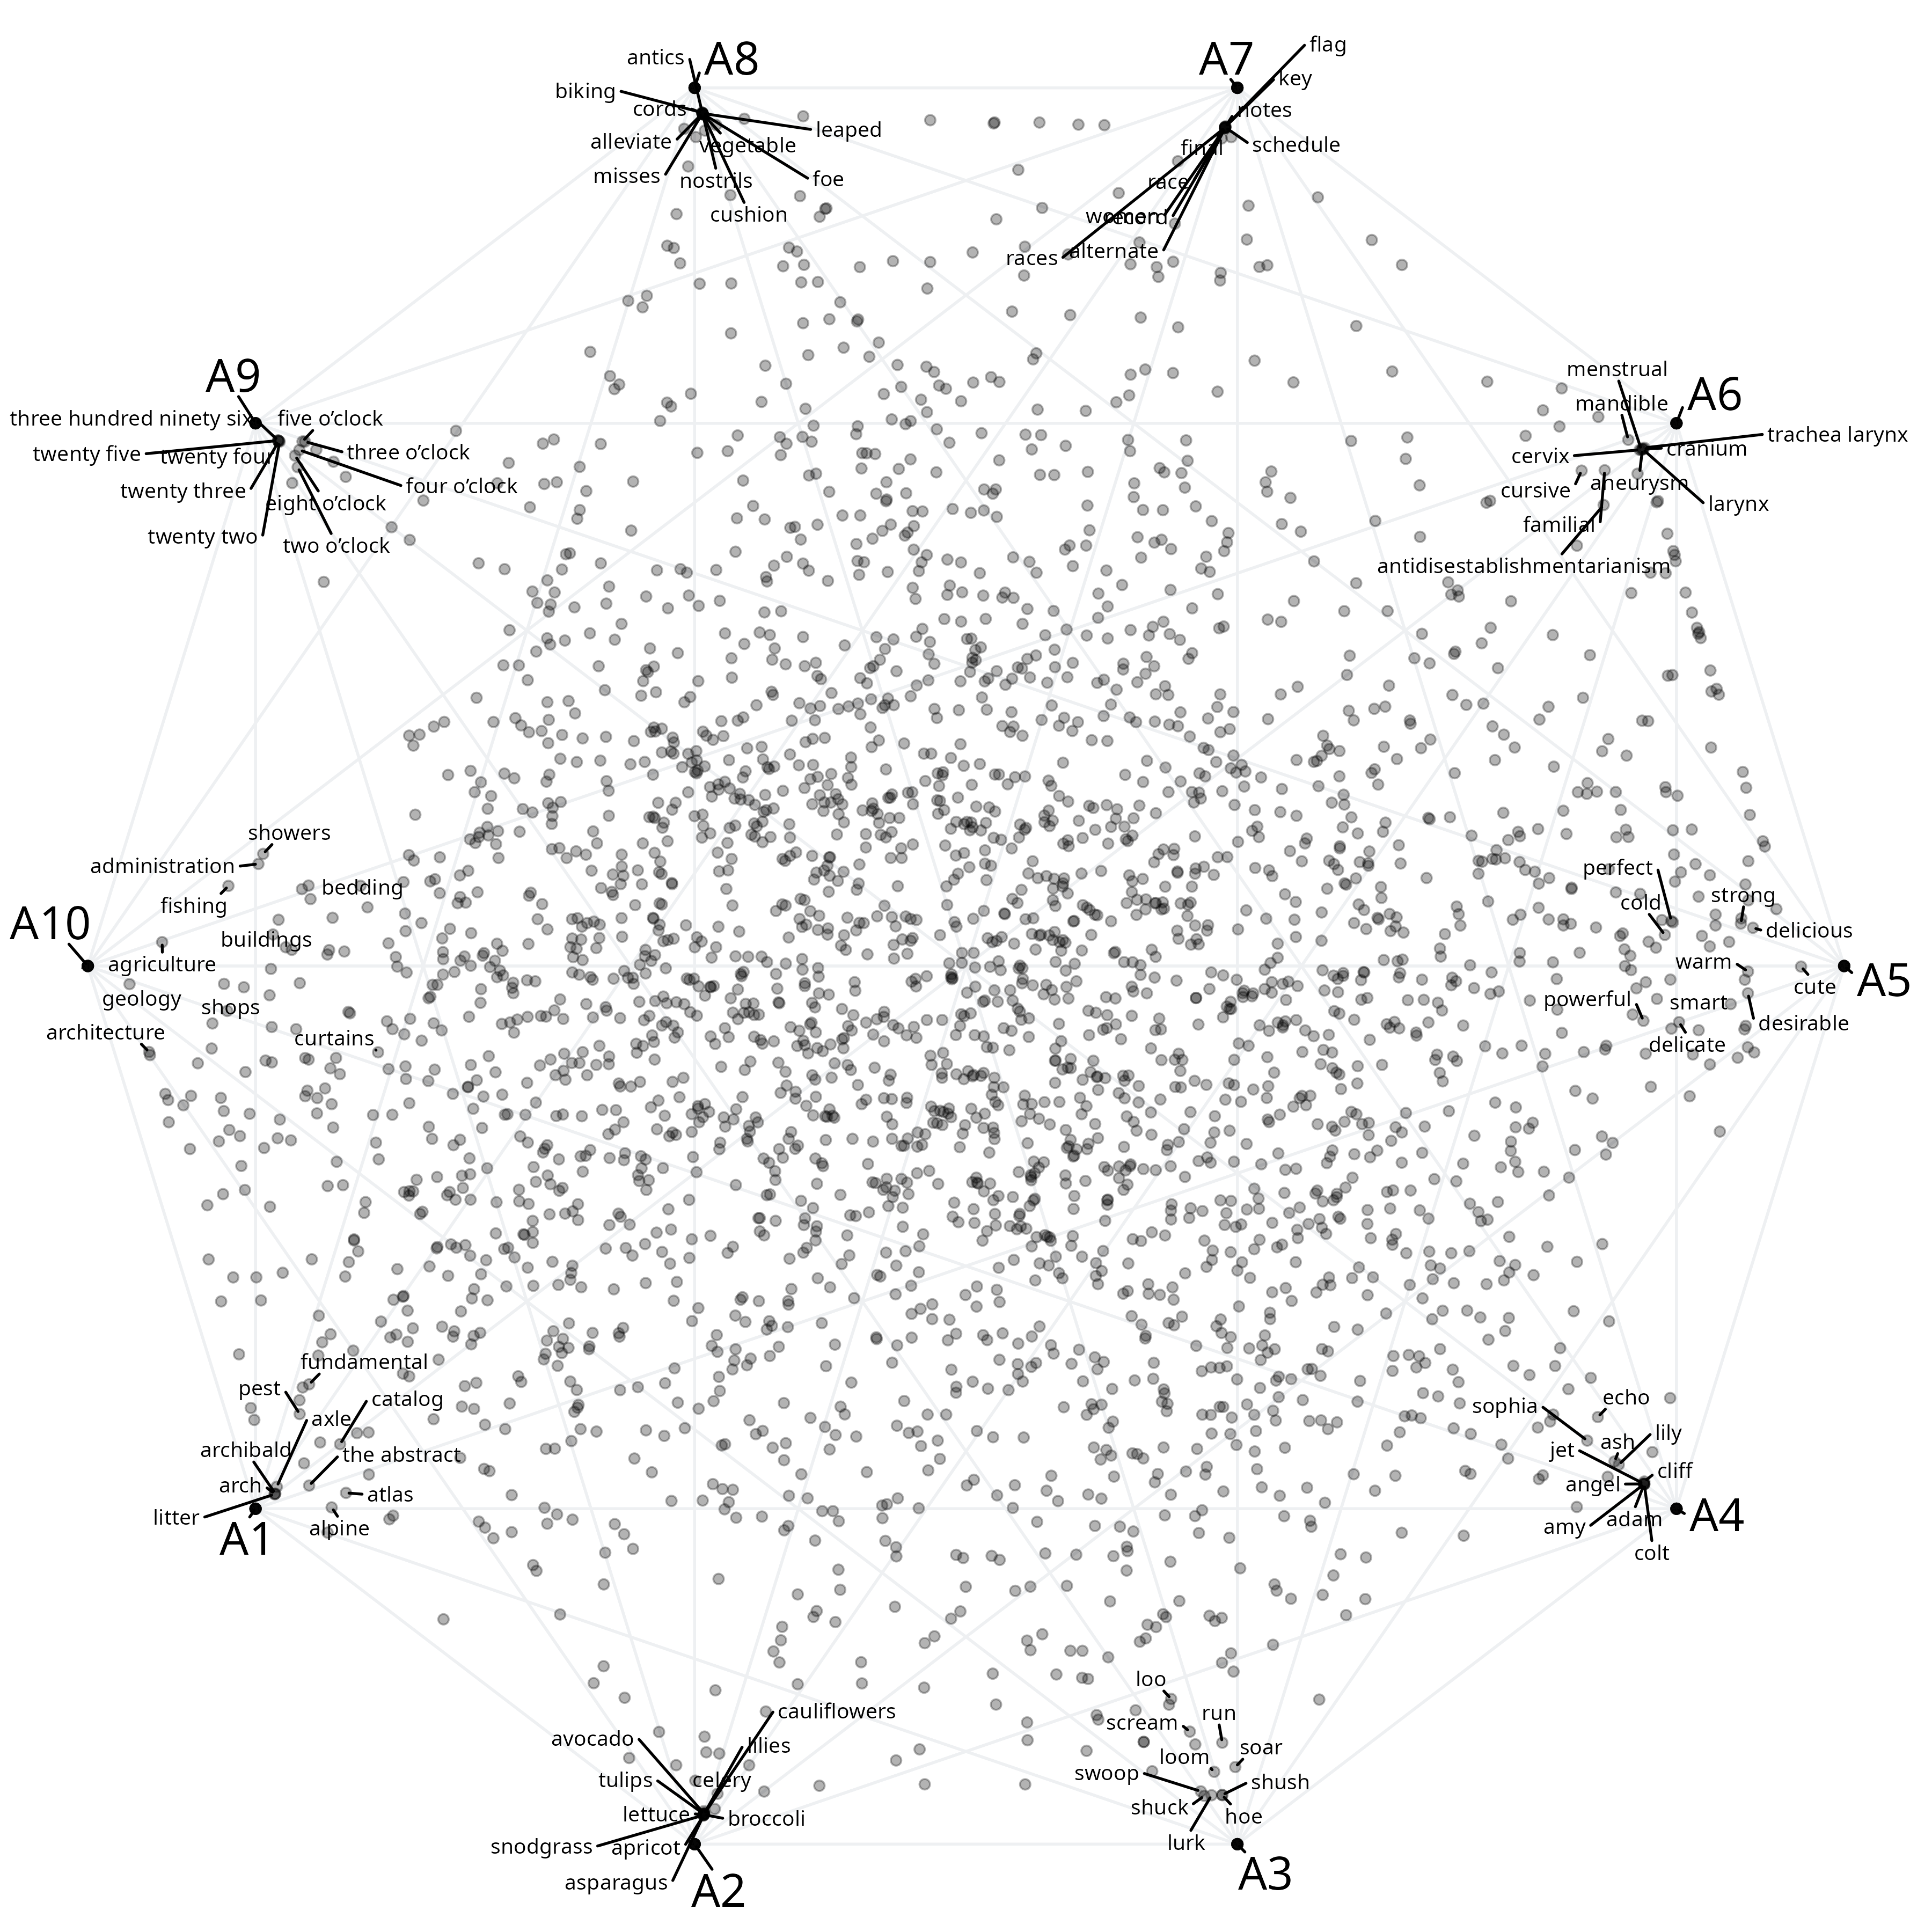 A8
antics
biking
cords
alleviate
misses
vegetable
nostrils
cushion
leaped
foe
A7
flag
key
notes
schedule
final
race
women
record
alternate
races
A9
three hundred ninety six
five o’clock
twenty five
twenty four
three o’clock
twenty three
eight o’clock
four o’clock
twenty two
two o’clock
A6
menstrual
mandible
trachea larynx
cervix
cranium
cursive
aneurysm
larynx
familial
antidisestablishmentarianism
A10
showers
administration
fishing
bedding
buildings
agriculture
geology
shops
architecture
curtains
A5
perfect
cold
strong
delicious
warm
cute
powerful
smart
desirable
delicate
A1
fundamental
pest
catalog
axle
archibald
the abstract
arch
atlas
litter
alpine
A4
sophia
echo
jet
ash
lily
cliff
angel
amy
adam
colt
A2
cauliflowers
avocado
lilies
tulips
celery
lettuce
broccoli
snodgrass
apricot
asparagus
A3
loo
run
scream
soar
loom
swoop
shush
shuck
hoe
lurk